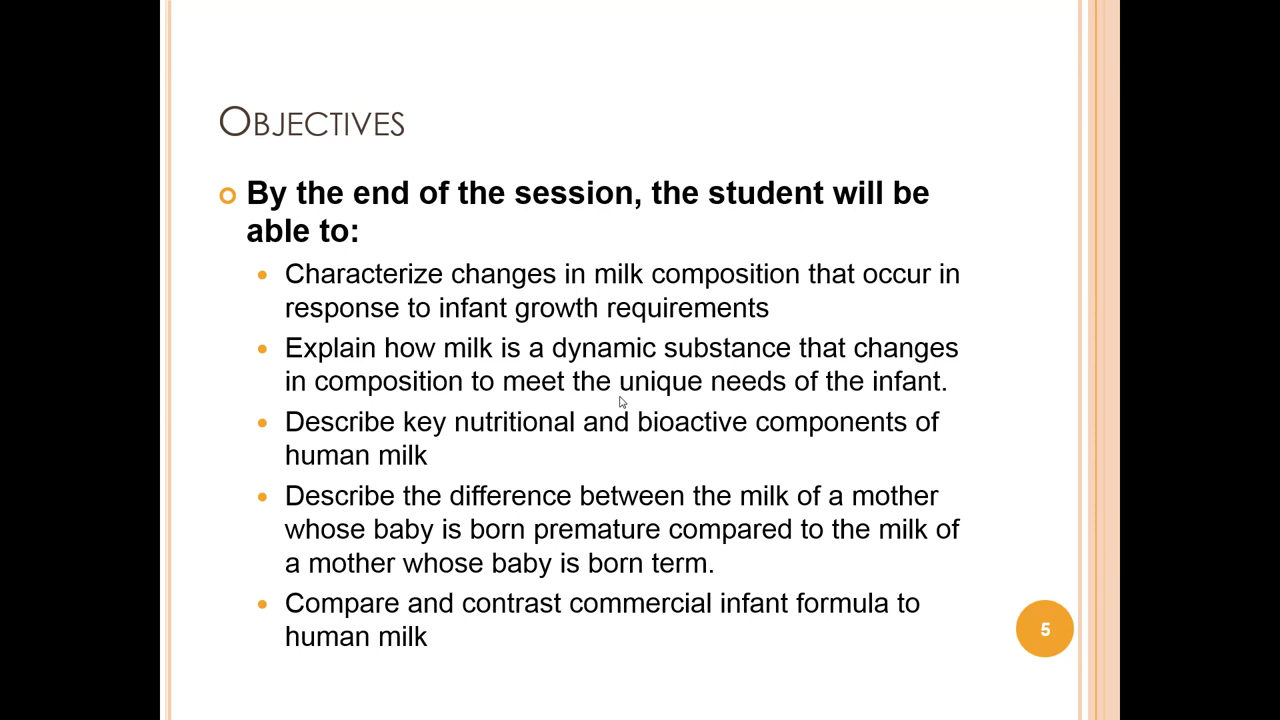 OBJECTIVES
By the end of the session, the student will be
able to:
Characterize changes in milk composition that occur in
response to infant growth requirements
Explain how milk is a dynamic substance that changes
in composition to meet the unique needs of the infant.
Describe key nutritional and bioactive components of
human milk
Describe the difference between the milk of a mother
whose baby is born premature compared to the milk of
a mother whose baby is born term.
Compare and contrast commercial infant formula to
human milk
5